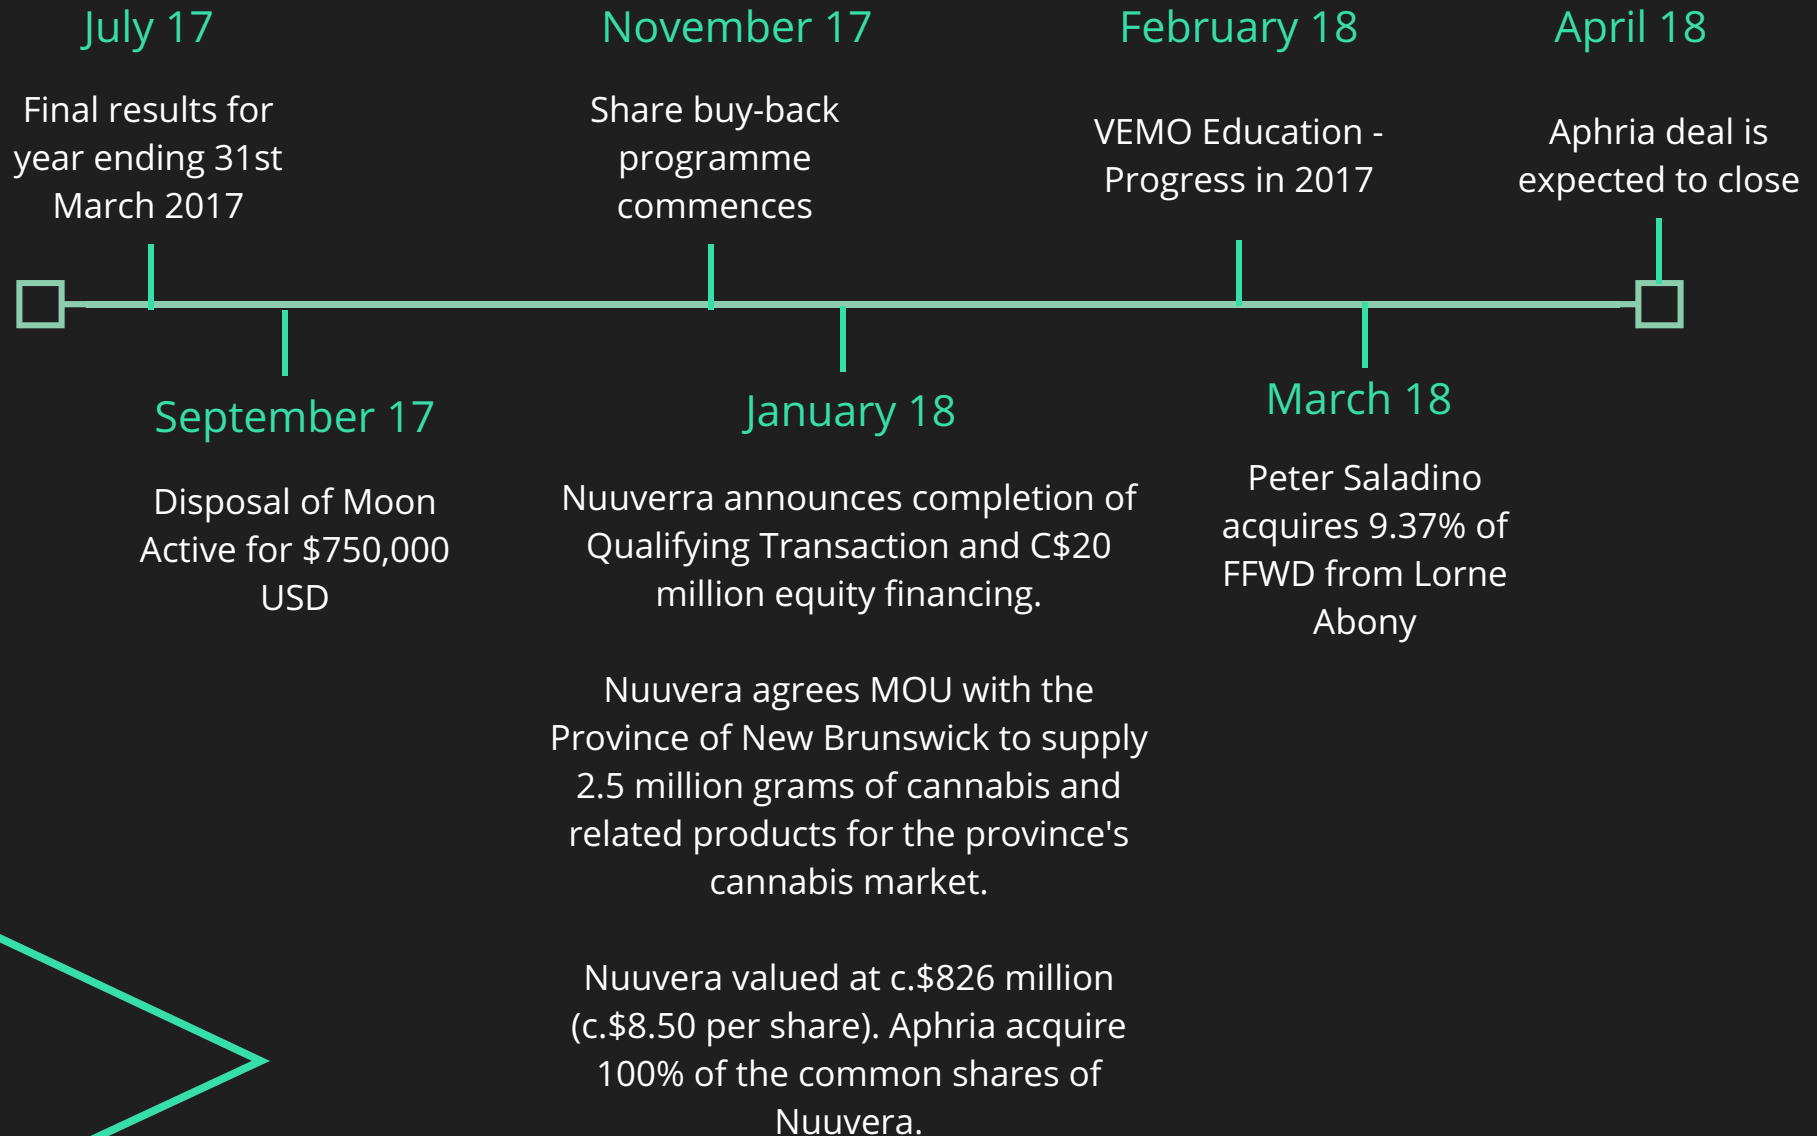 July 17
Final results for
year ending 31st
March 2017
September 17
Disposal of Moon
Active for $750,000
USD
November 17
Share buy-back
programme
commences
January 18
Nuuverra announces completion of
Qualifying Transaction and C$20
million equity financing.
Nuuvera agrees MOU with the
Province of New Brunswick to supply
2.5 million grams of cannabis and
related products for the province's
cannabis market.
Nuuvera valued at c.$826 million
(c.$8.50 per share). Aphria acquire
100% of the common shares of
Nuuvera.
February 18
VEMO Education -
Progress in 2017
March 18
Peter Saladino
acquires 9.37% of
FFWD from Lorne
Abony
April 18
Aphria deal is
expected to close